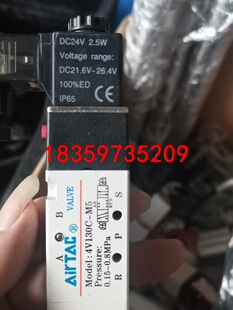 DC24V 2.5W
Voltage range:
DC21.6V-26.4V
100%ED
IP65
18359735209
AirTAC
VALVE
Model: 4V130C-M5
Pressure:
0.15~0.8MPa
A B
R P S